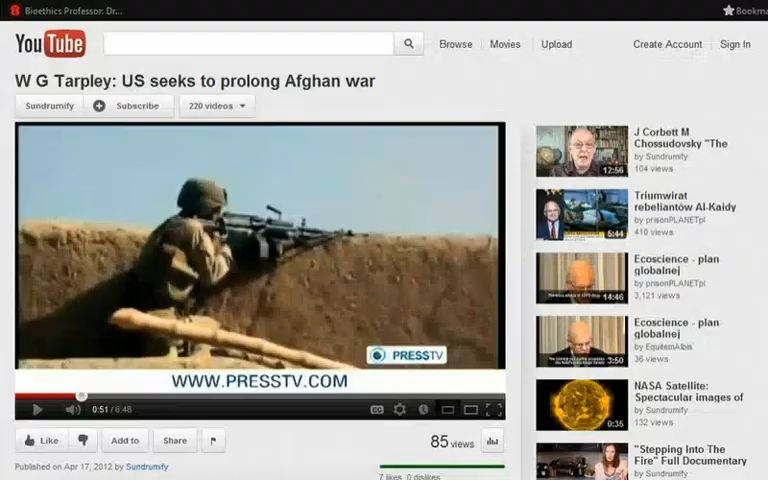 Bioethics Professor: Dr...
Bookma
YouTube
Browse
Movies
Upload
Create Account
Sign In
W G Tarpley: US seeks to prolong Afghan war
Sundrumify
Subscribe
220 videos
PRESSTV
WWW.PRESSTV.COM
0:51 / 6:48
CC
Like
Add to
Share
85 views
Published on Apr 17, 2012 by Sundrumify
7 likes, 0 dislikes
12:56
J Corbett M
Chossudovsky "The
by Sundrumify
104 views
5:44
Triumwirat
rebeliantów Al-Kaidy
by prisonPLANETpl
410 views
14:46
Ecoscience - plan
globalnej
by prisonPLANETpl
3,121 views
3:50
Ecoscience - plan
globalnej
by EquitemAlbis
36 views
0:35
NASA Satellite:
Spectacular images of
by Sundrumify
132 views
"Stepping Into The
Fire" Full Documentary
by Sundrumify